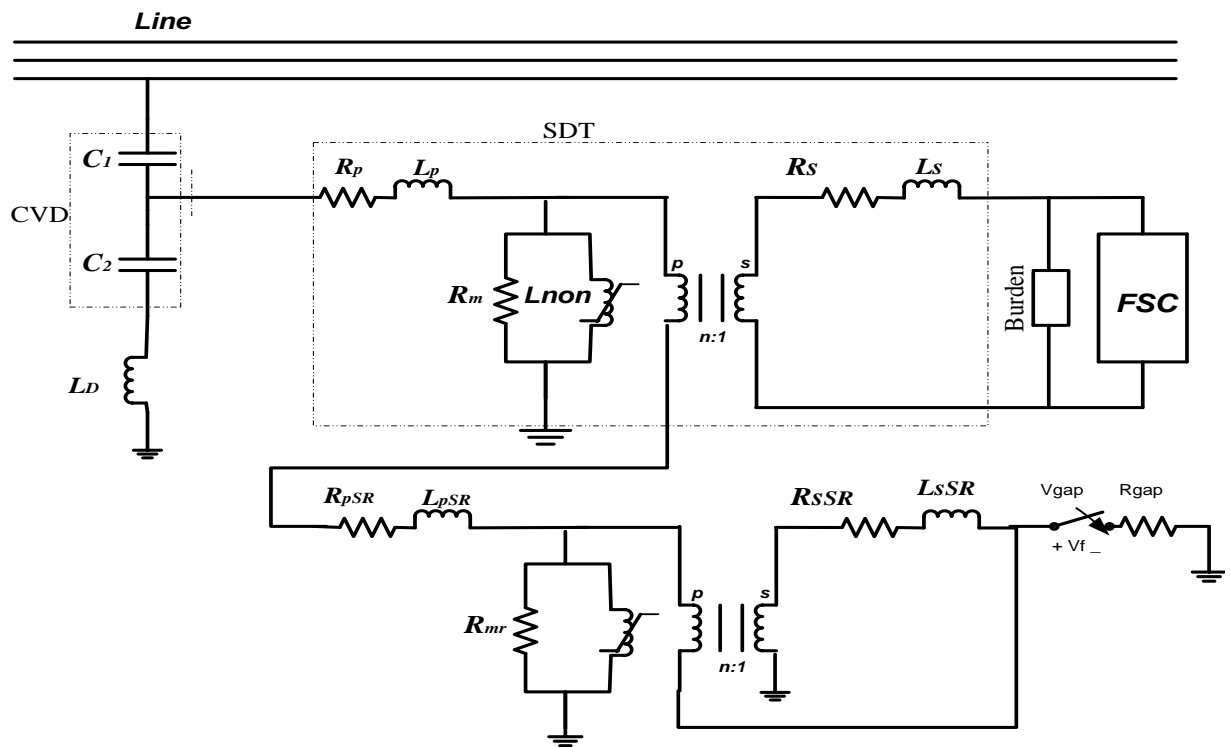 Line
SDT
C1
Rp
Lp
Rs
Ls
CVD
C2
Rm
Lnon
p
s
n:1
Burden
FSC
LD
RpSR
LpSR
RsSR
LsSR
Vgap
Rgap
+ Vf _
Rmr
p
s
n:1